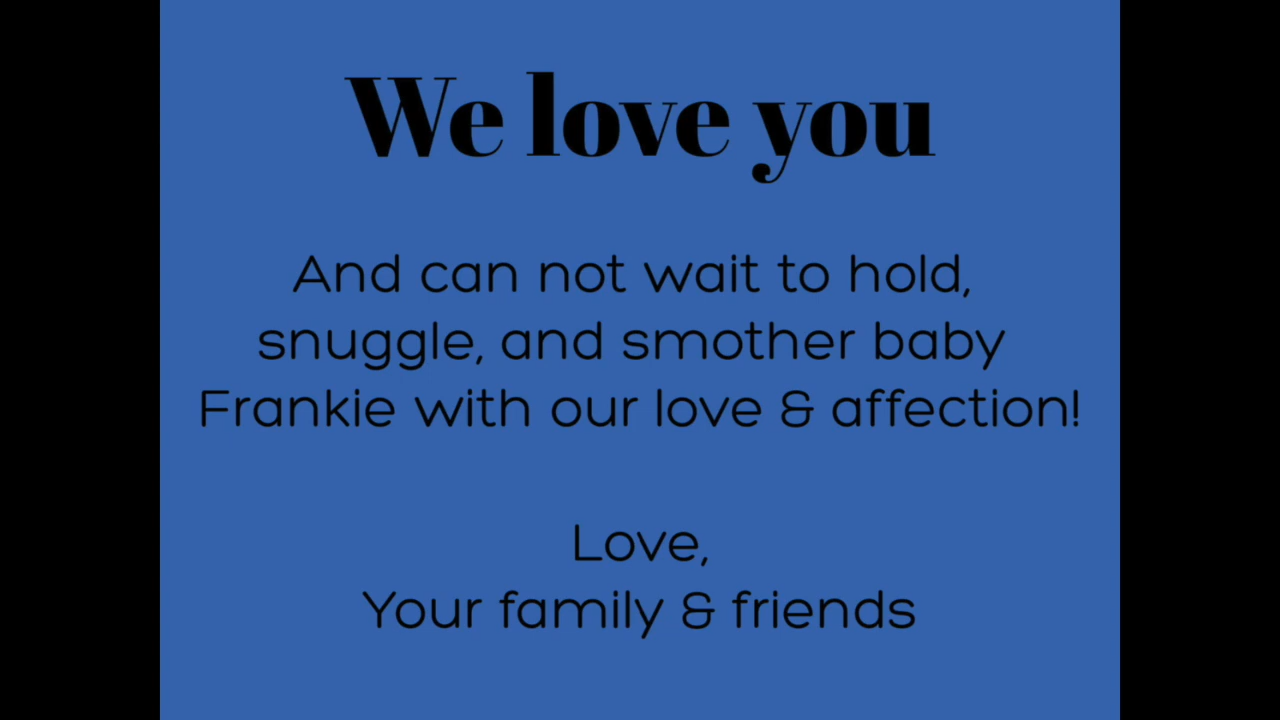 We love you
And can not wait to hold,
snuggle, and smother baby
Frankie with our love & affection!
Love,
Your family & friends